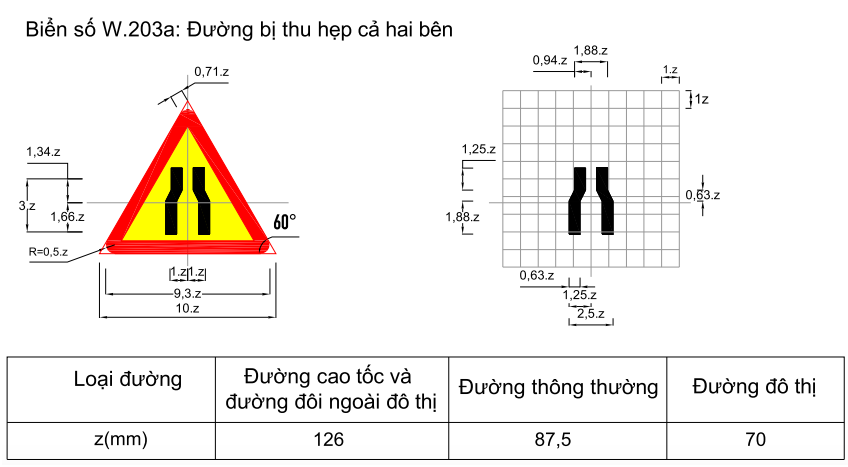 Biển số W.203a: Đường bị thu hẹp cả hai bên
0,71.z
1,34.z
3.z
1,66.z
60°
R=0,5.z
1.z
1.z
9,3.z
10.z
1,88.z
0,94.z
1.z
1z
1,25.z
0,63.z
1,88.z
0,63.z
1,25.z
2,5.z
Loại đường
Đường cao tốc và
đường đôi ngoài đô thị
Đường thông thường
Đường đô thị
z(mm)
126
87,5
70